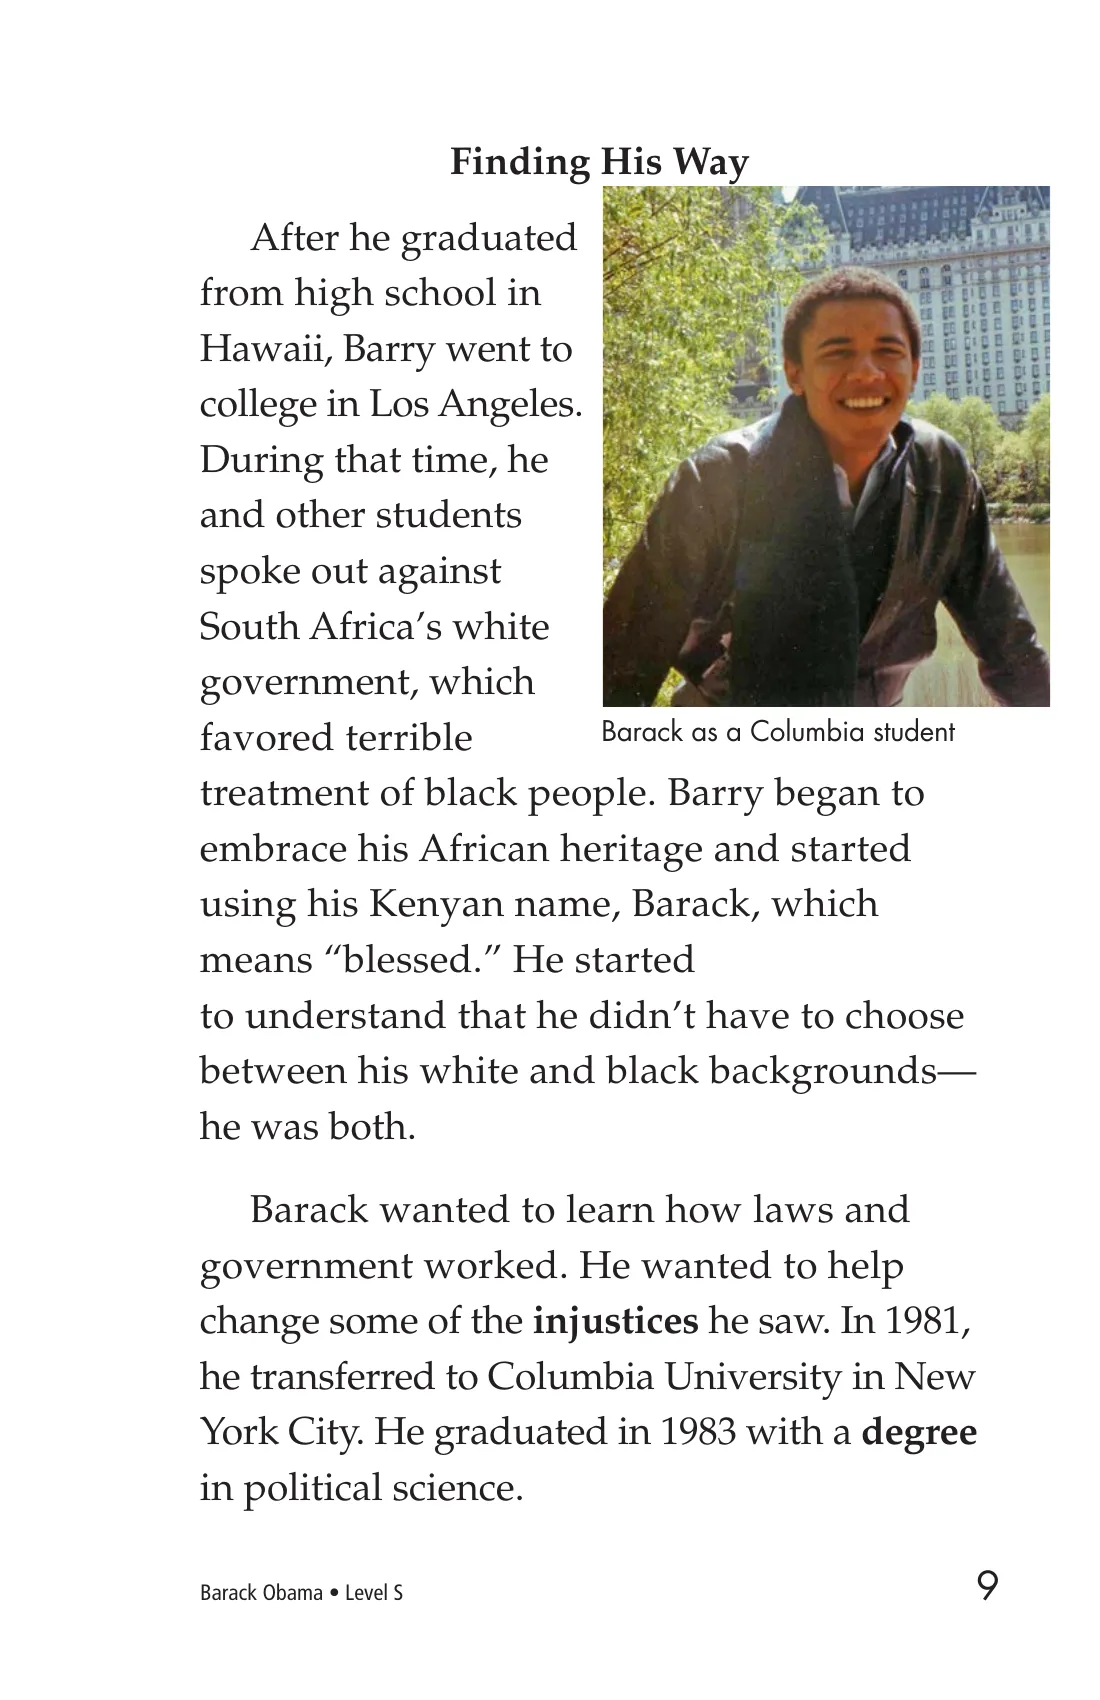 Finding His Way
After he graduated
from high school in
Hawaii, Barry went to
college in Los Angeles.
During that time, he
and other students
spoke out against
South Africa’s white
government, which
favored terrible
Barack as a Columbia student
treatment of black people. Barry began to
embrace his African heritage and started
using his Kenyan name, Barack, which
means “blessed.” He started
to understand that he didn’t have to choose
between his white and black backgrounds—
he was both.
Barack wanted to learn how laws and
government worked. He wanted to help
change some of the injustices he saw. In 1981,
he transferred to Columbia University in New
York City. He graduated in 1983 with a degree
in political science.
Barack Obama • Level S
9